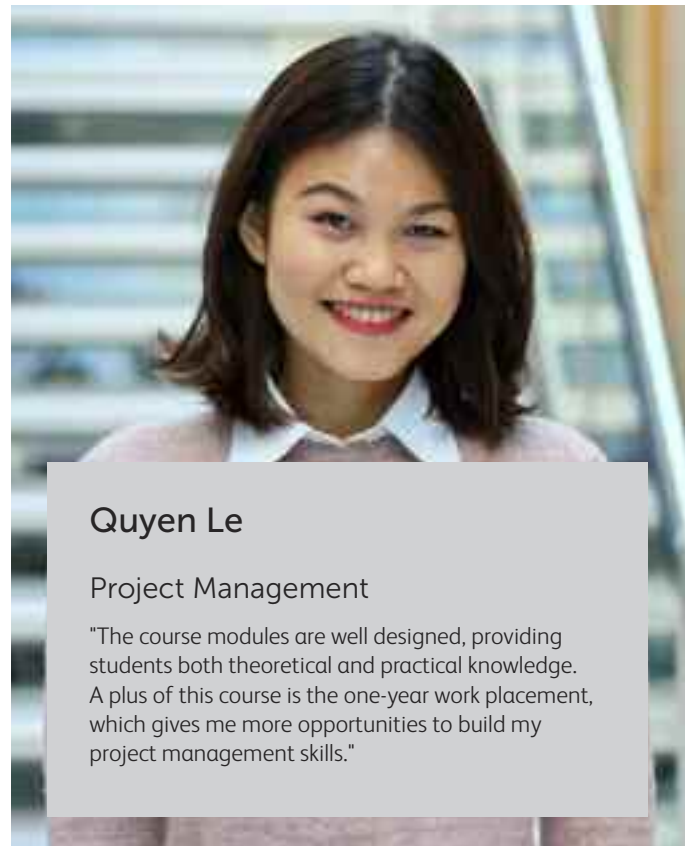 Quyen Le
Project Management
"The course modules are well designed, providing
students both theoretical and practical knowledge.
A plus of this course is the one-year work placement,
which gives me more opportunities to build my
project management skills."